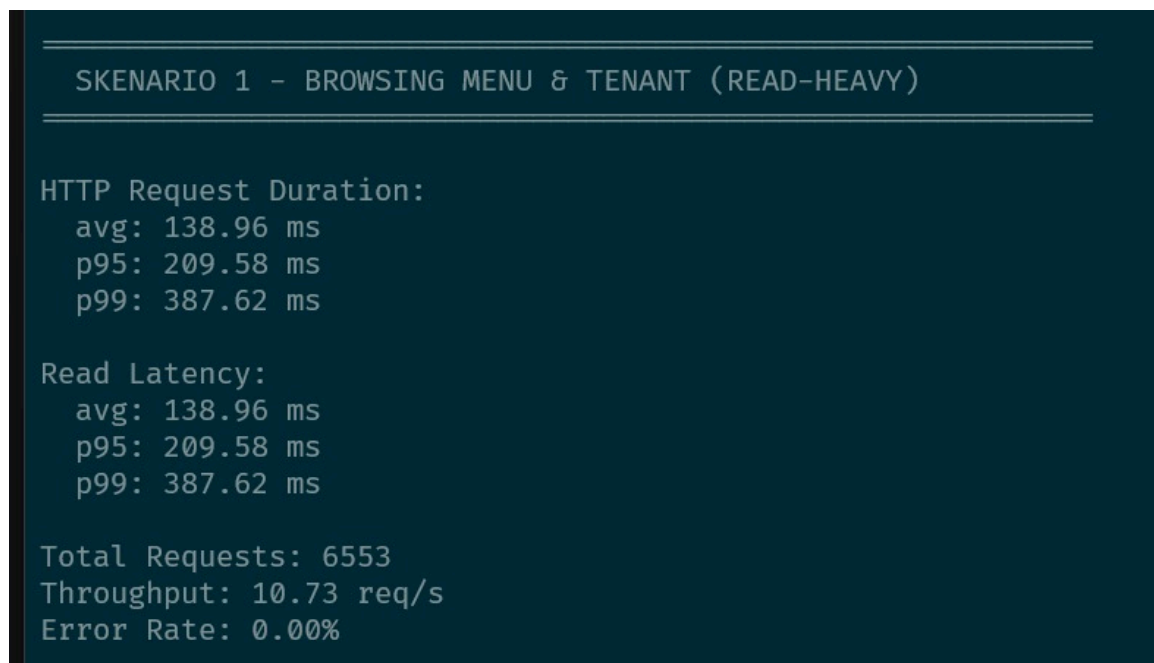 SKENARIO 1 - BROWSING MENU & TENANT (READ-HEAVY)
HTTP Request Duration:
avg: 138.96 ms
p95: 209.58 ms
p99: 387.62 ms
Read Latency:
avg: 138.96 ms
p95: 209.58 ms
p99: 387.62 ms
Total Requests: 6553
Throughput: 10.73 req/s
Error Rate: 0.00%